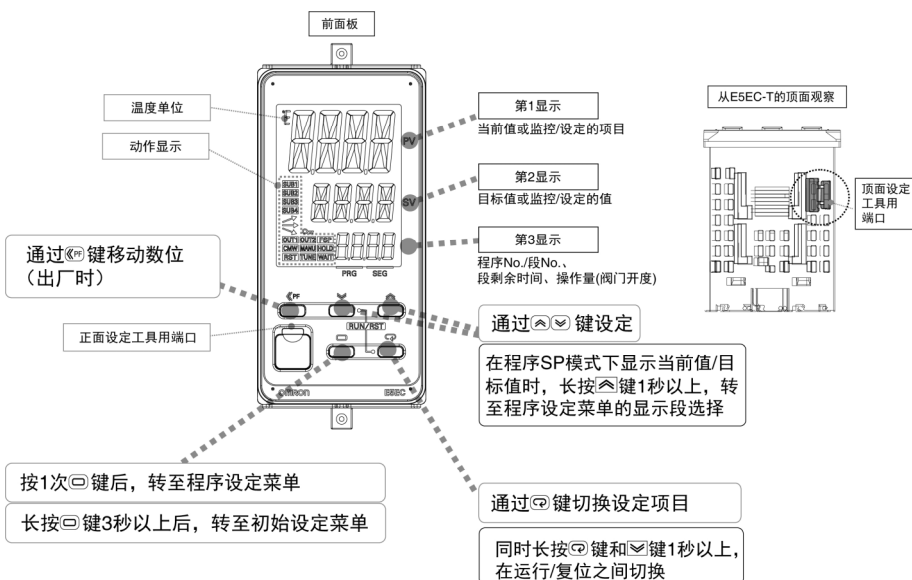 前面板
温度单位
动作显示
第1显示
当前值或监控/设定的项目
从E5EC-T的顶面观察
PV
SUB1
SUB2
SUB3
SUB4
第2显示
目标值或监控/设定的值
SV
顶面设定
工具用
端口
OUT1 OUT2
CMW MANU HOLD
RST TUNE WAIT
第3显示
程序No./段No.、
段剩余时间、操作量(阀门开度)
PRG SEG
通过《PF键移动数位
（出厂时）
《PF
RUN/RST
正面设定工具用端口
通过︽︾键设定
在程序SP模式下显示当前值/目
标值时，长按︽键1秒以上，转
至程序设定菜单的显示段选择
omRon E5EC
按1次键后，转至程序设定菜单
长按键3秒以上后，转至初始设定菜单
通过键切换设定项目
同时长按键和︾键1秒以上，
在运行/复位之间切换